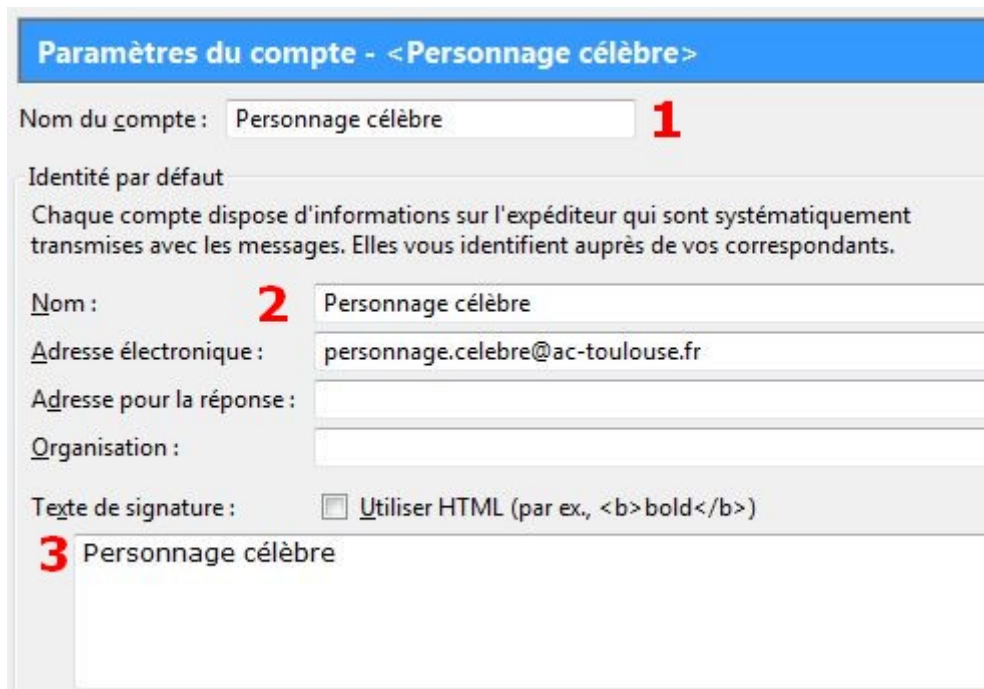 Paramètres du compte - <Personnage célèbre>
Nom du compte : Personnage célèbre 1
Identité par défaut
Chaque compte dispose d'informations sur l'expéditeur qui sont systématiquement
transmises avec les messages. Elles vous identifient auprès de vos correspondants.
Nom : 2 Personnage célèbre
Adresse électronique : personnage.celebre@ac-toulouse.fr
Adresse pour la réponse :
Organisation :
Texte de signature : Utiliser HTML (par ex., <b>bold</b>)
3 Personnage célèbre